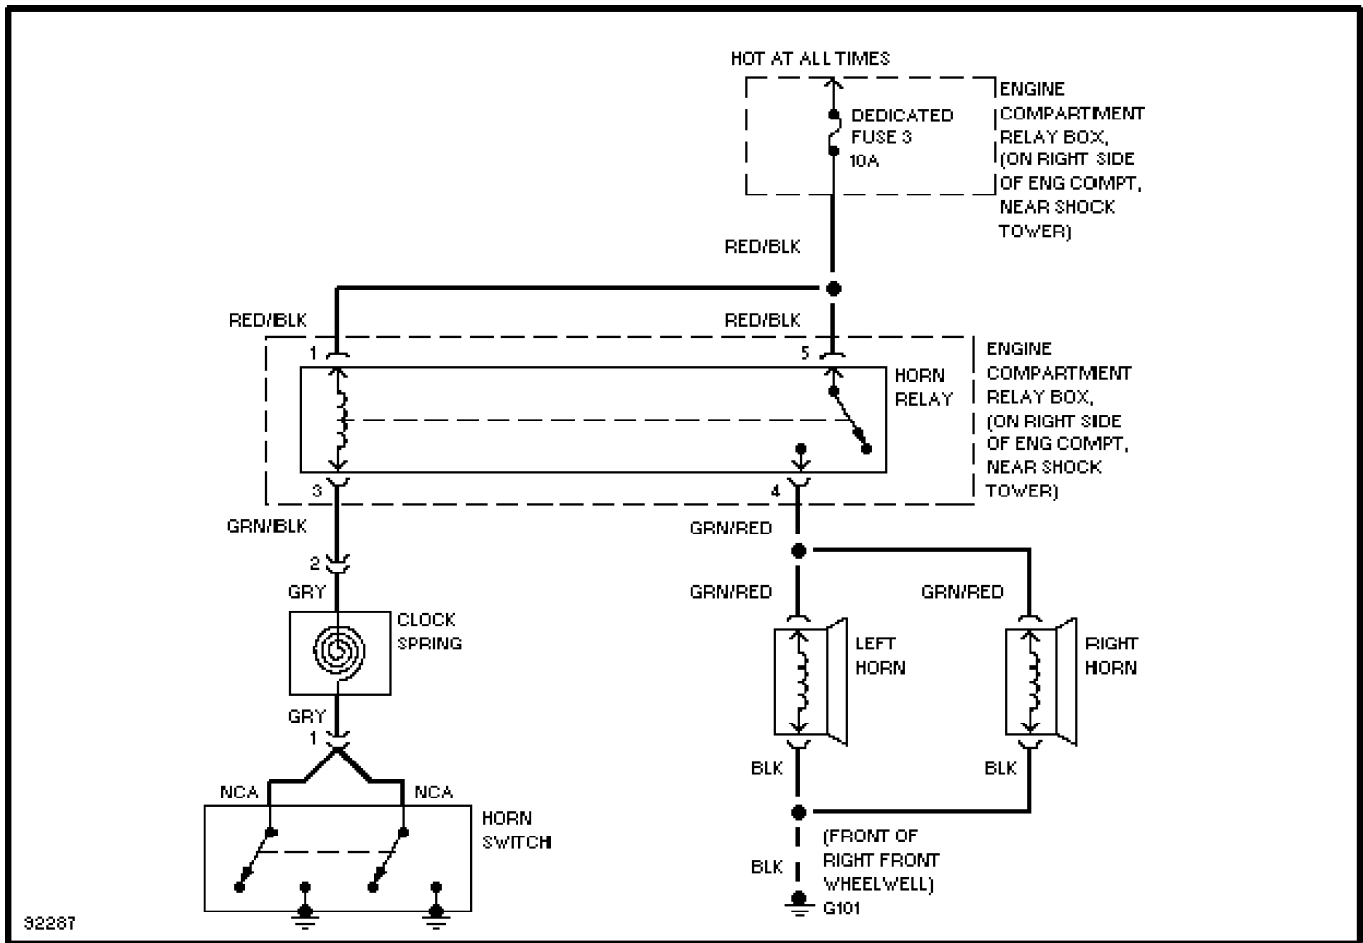 HOT AT ALL TIMES
DEDICATED
FUSE 3
10A
ENGINE
COMPARTMENT
RELAY BOX,
(ON RIGHT SIDE
OF ENG COMPT,
NEAR SHOCK
TOWER)
RED/BLK
RED/BLK
RED/BLK
1
5
HORN
RELAY
ENGINE
COMPARTMENT
RELAY BOX,
(ON RIGHT SIDE
OF ENG COMPT,
NEAR SHOCK
TOWER)
3
4
GRN/BLK
GRN/RED
2
GRY
GRN/RED
GRN/RED
CLOCK
SPRING
LEFT
HORN
RIGHT
HORN
GRY
1
BLK
BLK
NCA
NCA
HORN
SWITCH
(FRONT OF
RIGHT FRONT
WHEELWELL)
BLK
G101
92287